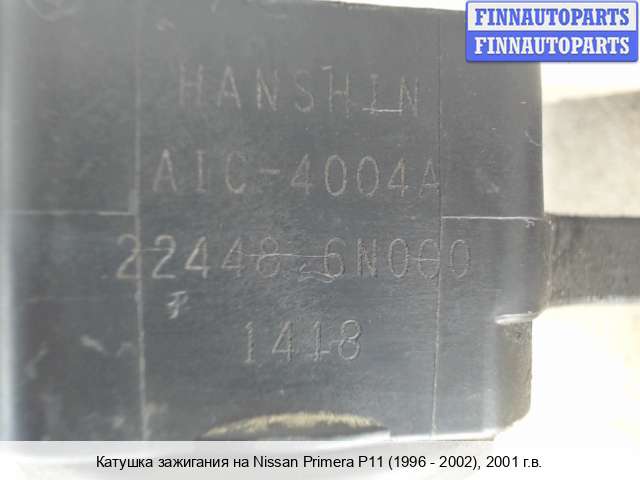 FINNAUTOPARTS
FINNAUTOPARTS
HANSHIN
AIC-4004A
22448-6N000
1418
Катушка зажигания на Nissan Primera P11 (1996 - 2002), 2001 г.в.